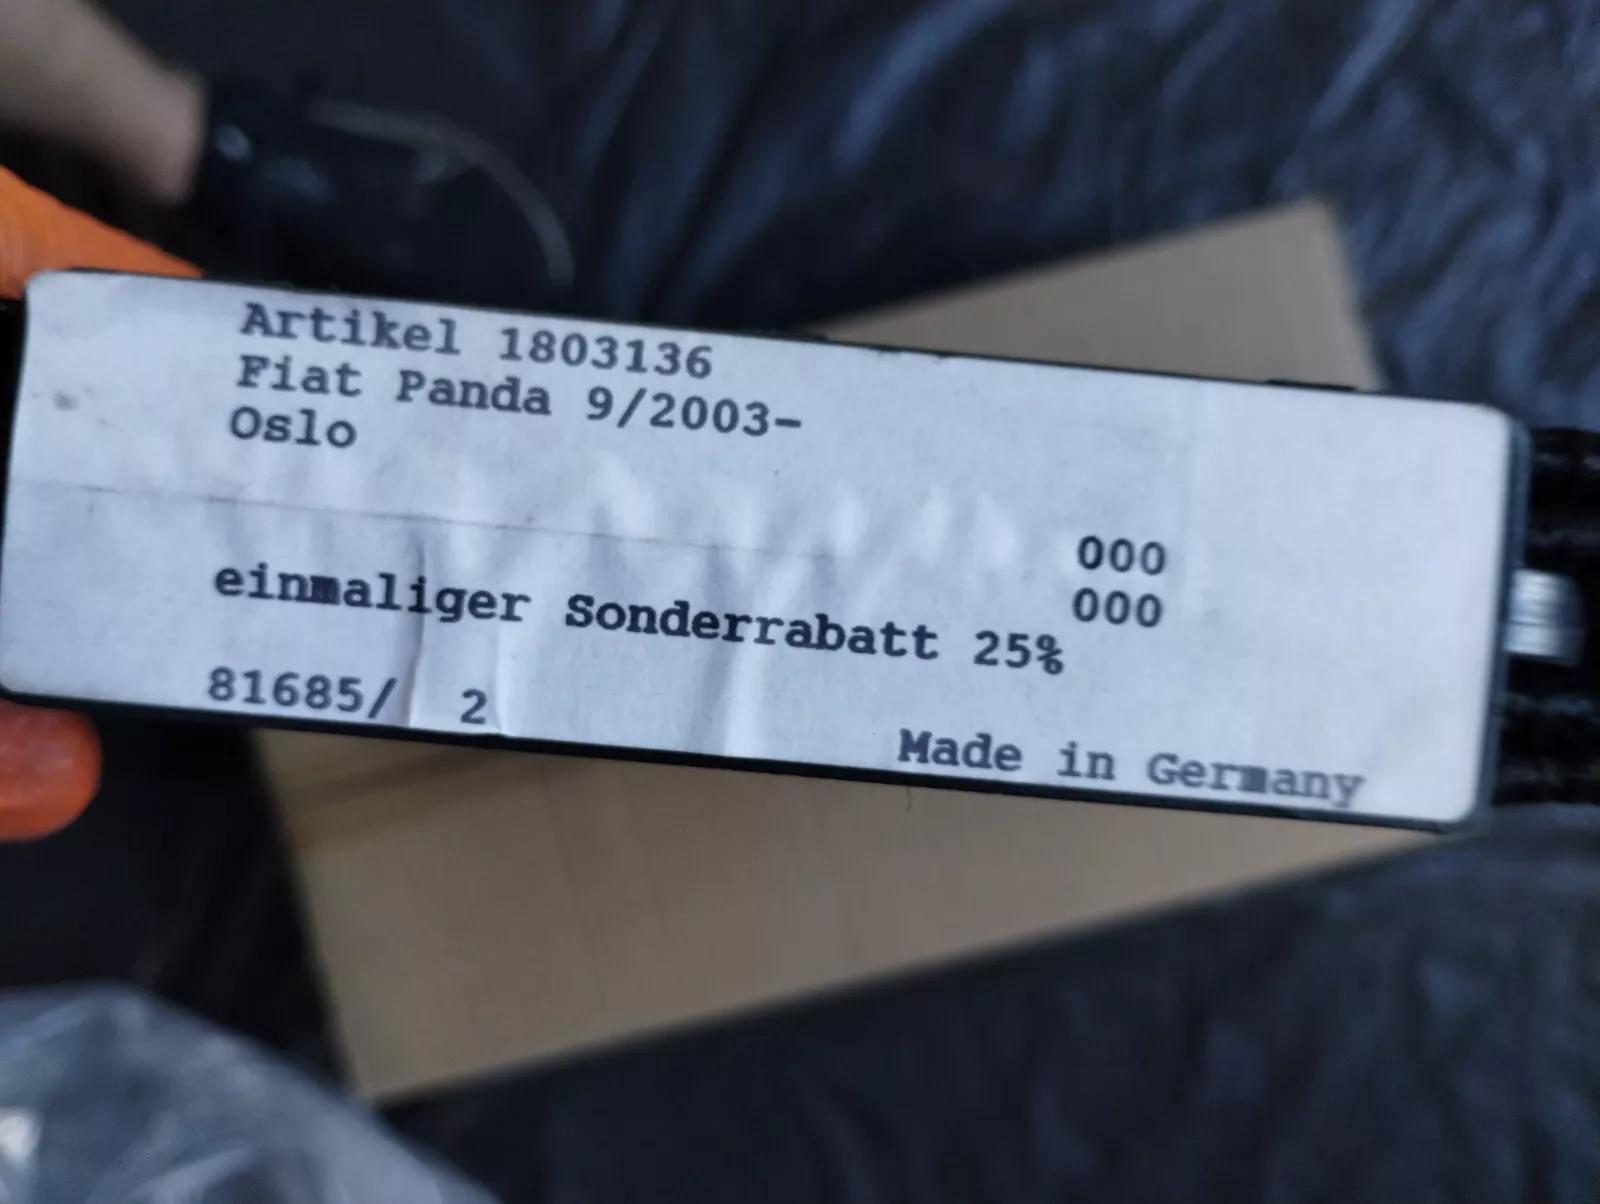 Artikel 1803136
Fiat Panda 9/2003-
Oslo
000
000
einmaliger Sonderrabatt 25%
81685/ 2
Made in Germany